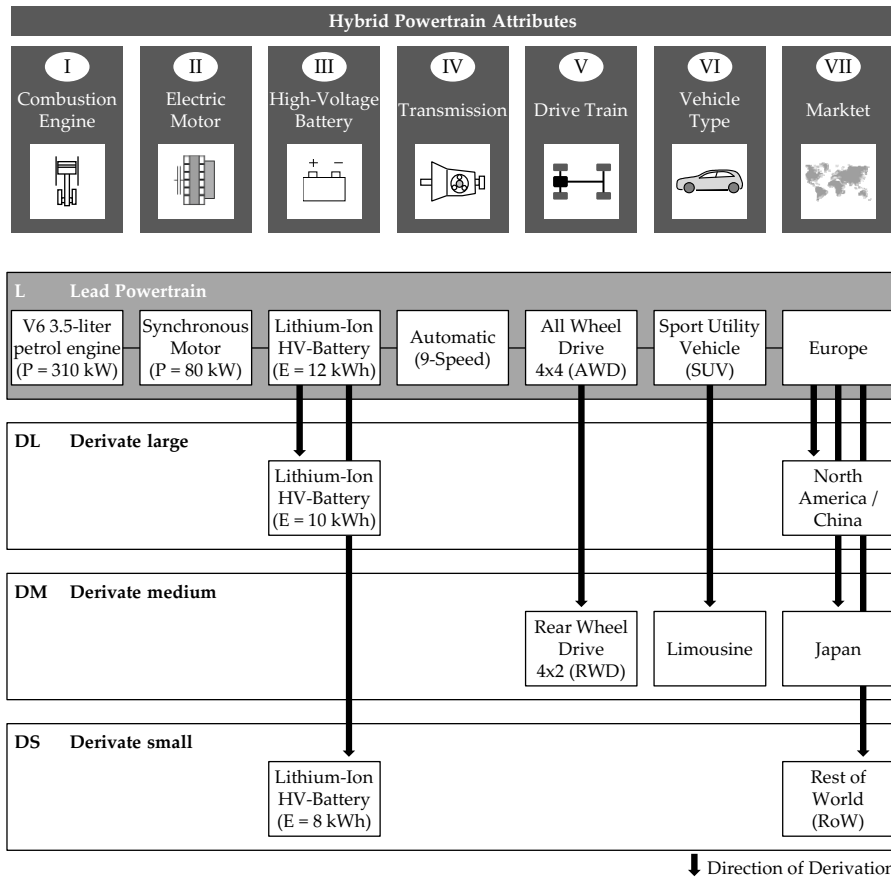 Hybrid Powertrain Attributes
I
II
III
IV
V
VI
VII
Combustion
Engine
Electric
Motor
High-Voltage
Battery
Transmission
Drive Train
Vehicle
Type
Marktet
+ −
L Lead Powertrain
V6 3.5-liter
petrol engine
(P = 310 kW)
Synchronous
Motor
(P = 80 kW)
Lithium-Ion
HV-Battery
(E = 12 kWh)
Automatic
(9-Speed)
All Wheel
Drive
4x4 (AWD)
Sport Utility
Vehicle
(SUV)
Europe
DL Derivate large
Lithium-Ion
HV-Battery
(E = 10 kWh)
North
America /
China
DM Derivate medium
Rear Wheel
Drive
4x2 (RWD)
Limousine
Japan
DS Derivate small
Lithium-Ion
HV-Battery
(E = 8 kWh)
Rest of
World
(RoW)
Direction of Derivation